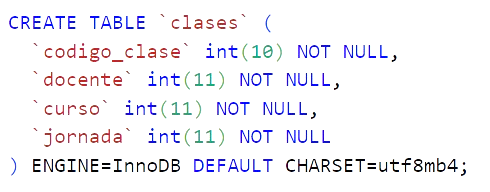 CREATE TABLE `clases` (
`codigo_clase` int(10) NOT NULL,
`docente` int(11) NOT NULL,
`curso` int(11) NOT NULL,
`jornada` int(11) NOT NULL
) ENGINE=InnoDB DEFAULT CHARSET=utf8mb4;